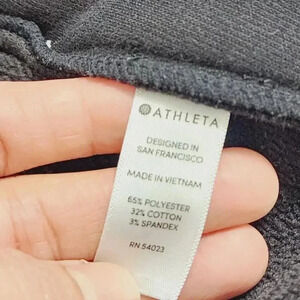 ATHLETA
DESIGNED IN
SAN FRANCISCO
MADE IN VIETNAM
65% POLYESTER
32% COTTON
3% SPANDEX
RN 54023